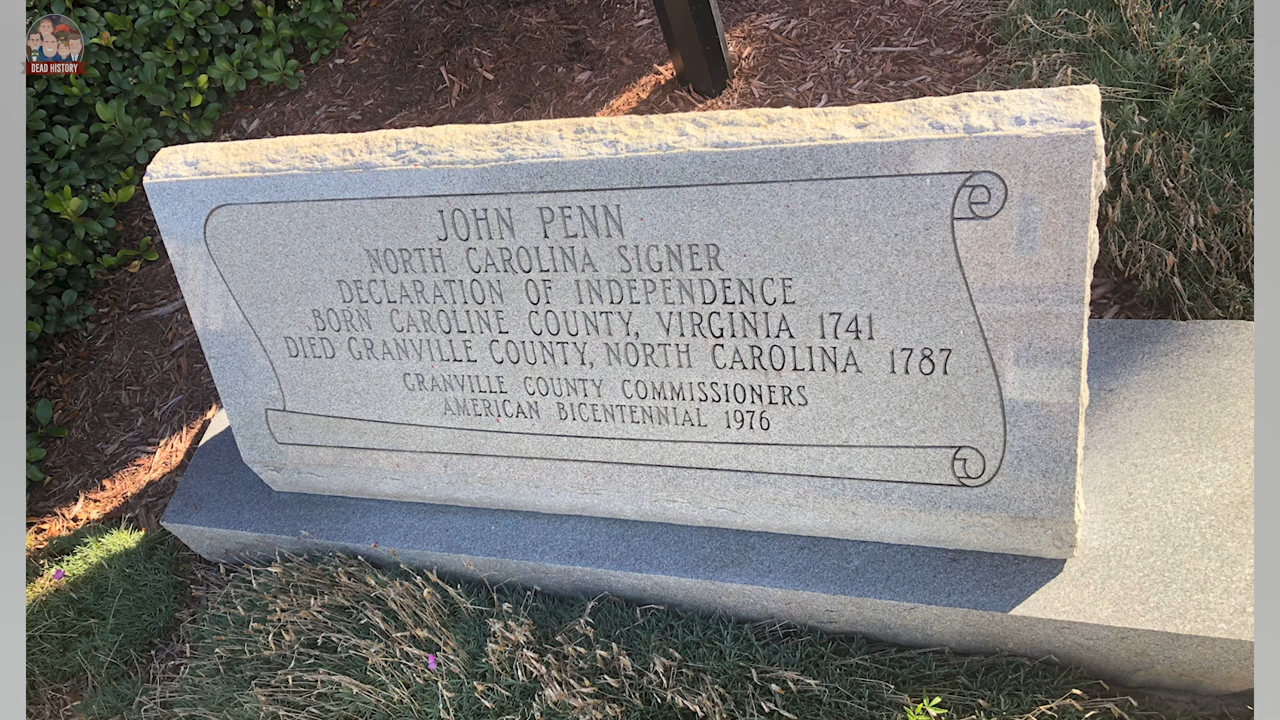 DEAD HISTORY
JOHN PENN
NORTH CAROLINA SIGNER
DECLARATION OF INDEPENDENCE
BORN CAROLINE COUNTY, VIRGINIA 1741
DIED GRANVILLE COUNTY, NORTH CAROLINA 1787
GRANVILLE COUNTY COMMISSIONERS
AMERICAN BICENTENNIAL 1976